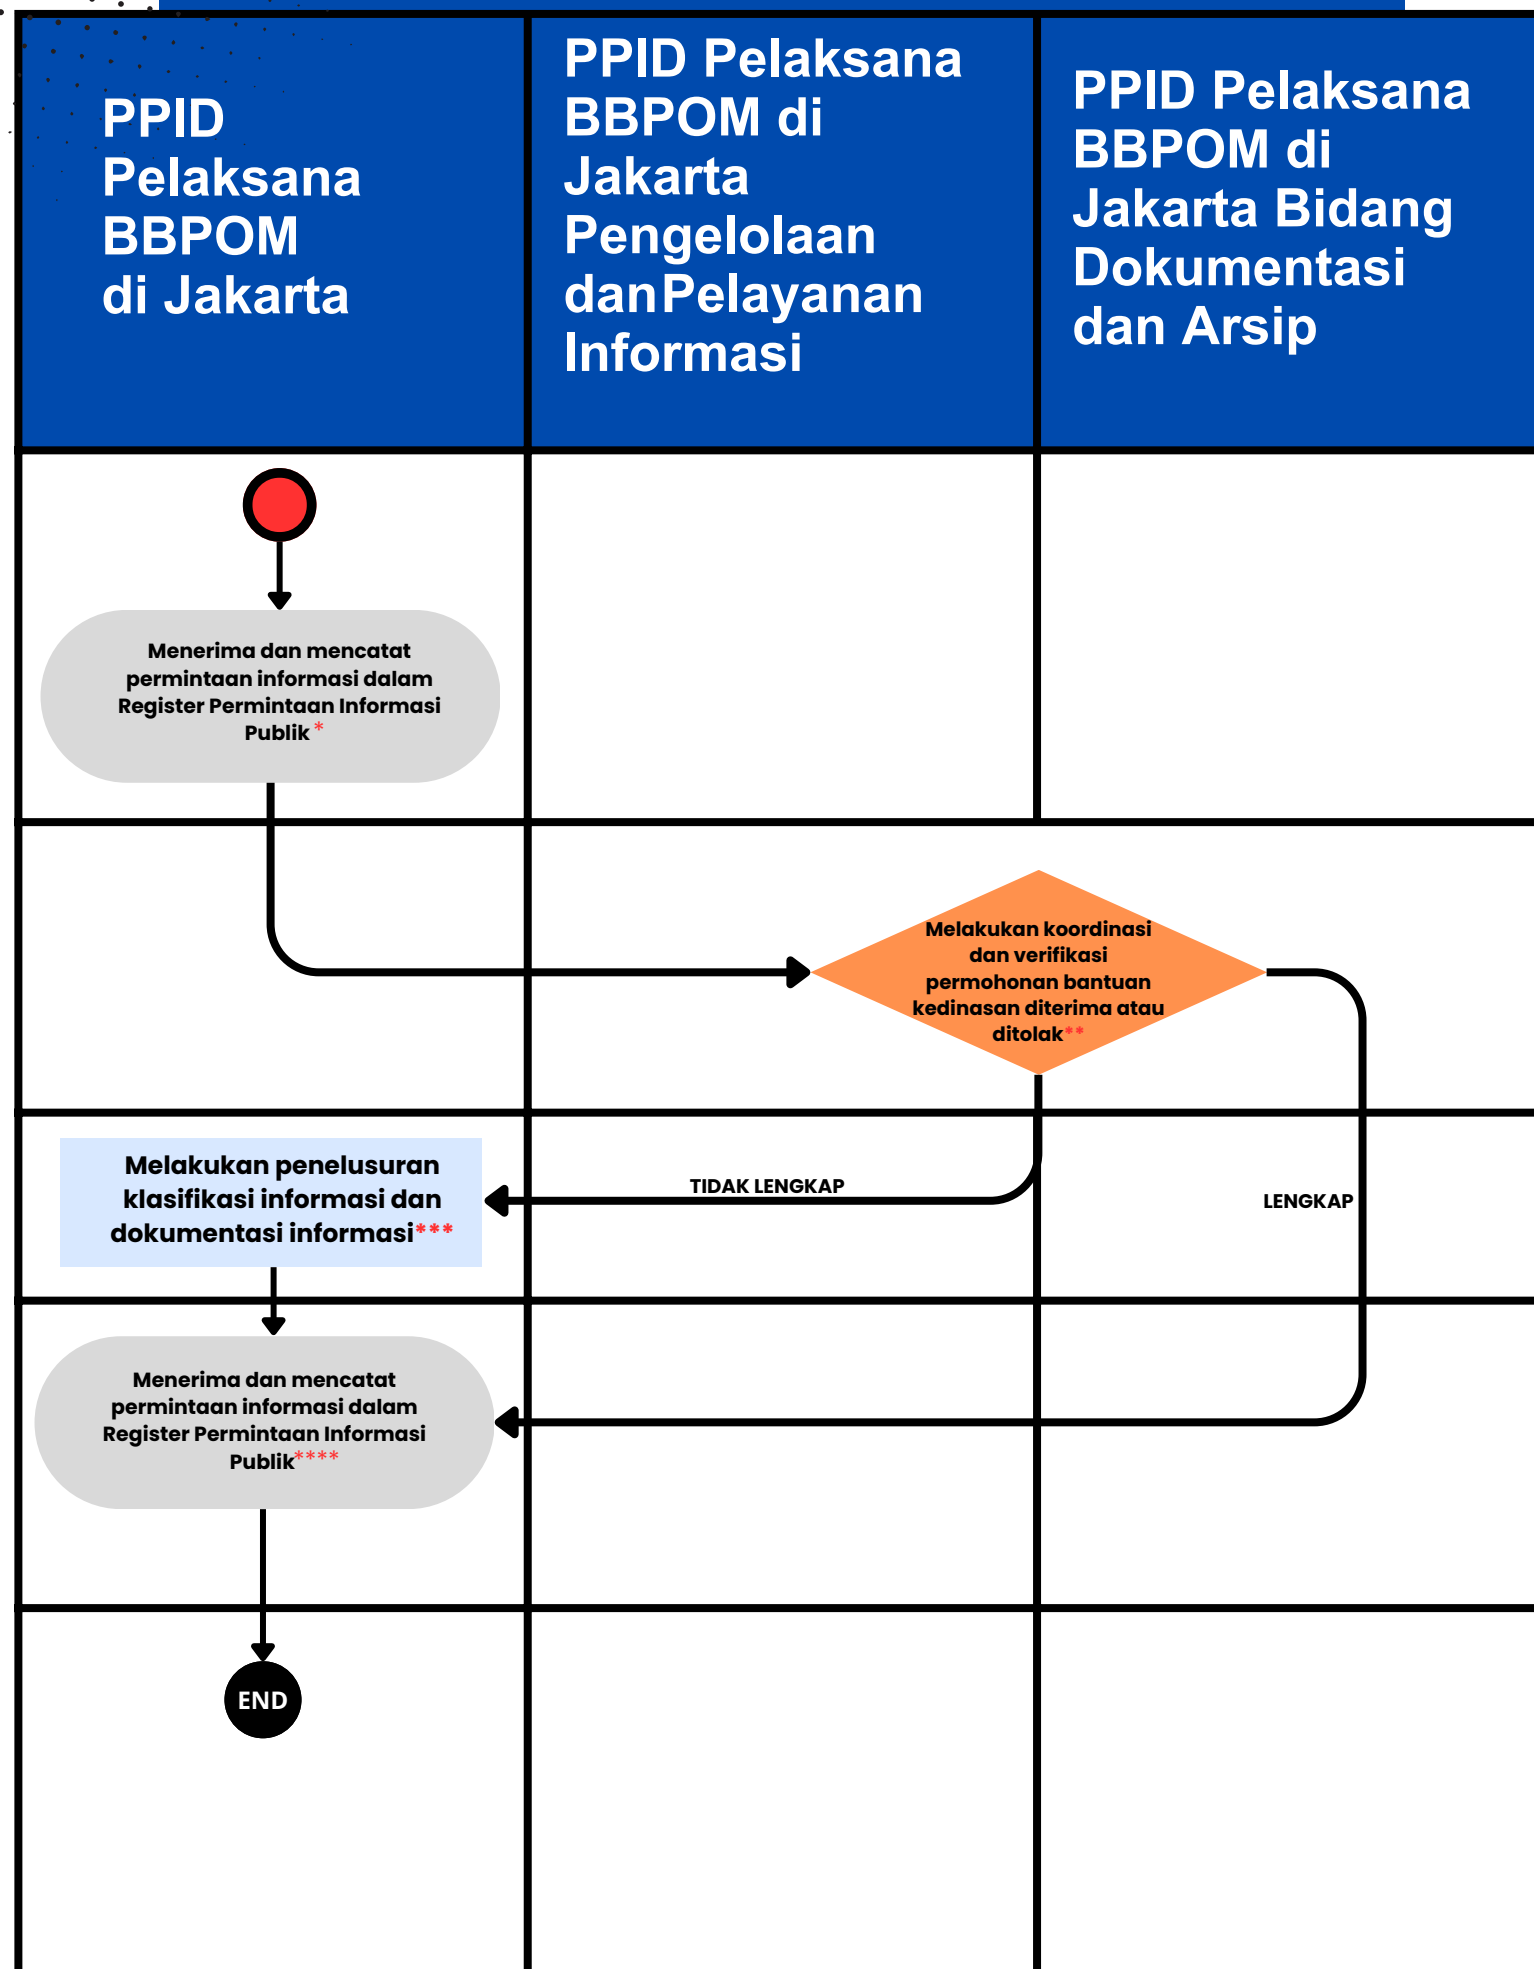 PPID
Pelaksana
BBPOM
di Jakarta
PPID Pelaksana
BBPOM di
Jakarta
Pengelolaan
dan Pelayanan
Informasi
PPID Pelaksana
BBPOM di
Jakarta Bidang
Dokumentasi
dan Arsip
Menerima dan mencatat
permintaan informasi dalam
Register Permintaan Informasi
Publik *
Melakukan koordinasi
dan verifikasi
permohonan bantuan
kedinasan diterima atau
ditolak**
Melakukan penelusuran
klasifikasi informasi dan
dokumentasi informasi***
TIDAK LENGKAP
LENGKAP
Menerima dan mencatat
permintaan informasi dalam
Register Permintaan Informasi
Publik****
END